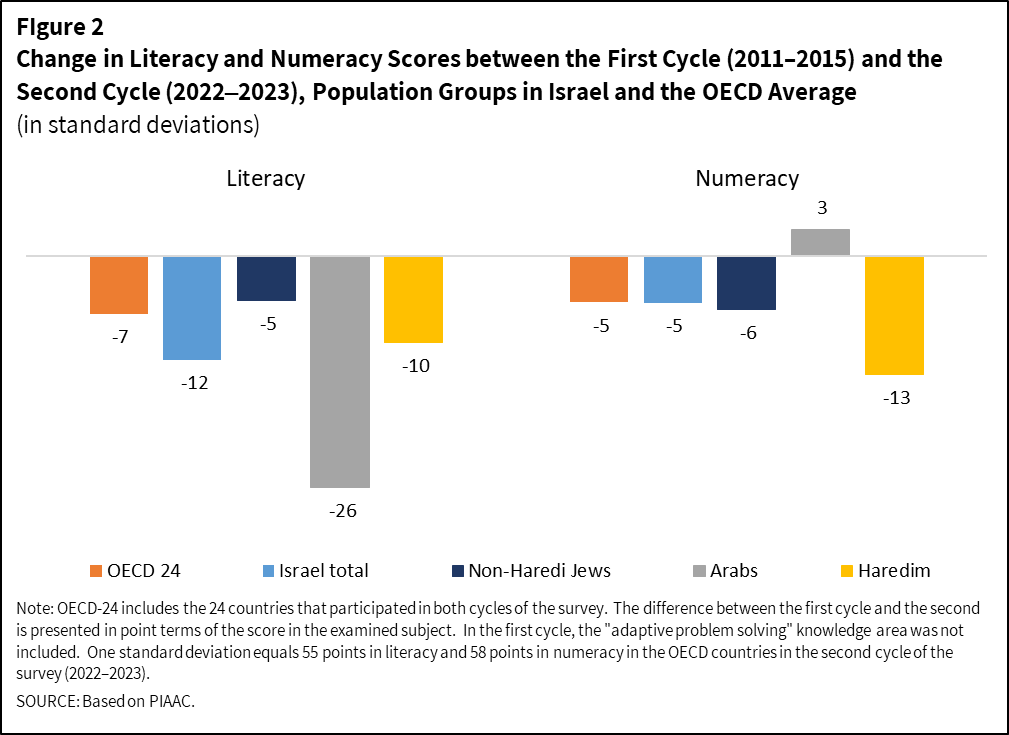 FIgure 2
Change in Literacy and Numeracy Scores between the First Cycle (2011–2015) and the
Second Cycle (2022–2023), Population Groups in Israel and the OECD Average
(in standard deviations)
Literacy
Numeracy
3
-7
-12
-5
-26
-10
-5
-5
-6
-13
OECD 24
Israel total
Non-Haredi Jews
Arabs
Haredim
Note: OECD-24 includes the 24 countries that participated in both cycles of the survey. The difference between the first cycle and the second
is presented in point terms of the score in the examined subject. In the first cycle, the "adaptive problem solving" knowledge area was not
included. One standard deviation equals 55 points in literacy and 58 points in numeracy in the OECD countries in the second cycle of the
survey (2022–2023).
SOURCE: Based on PIAAC.